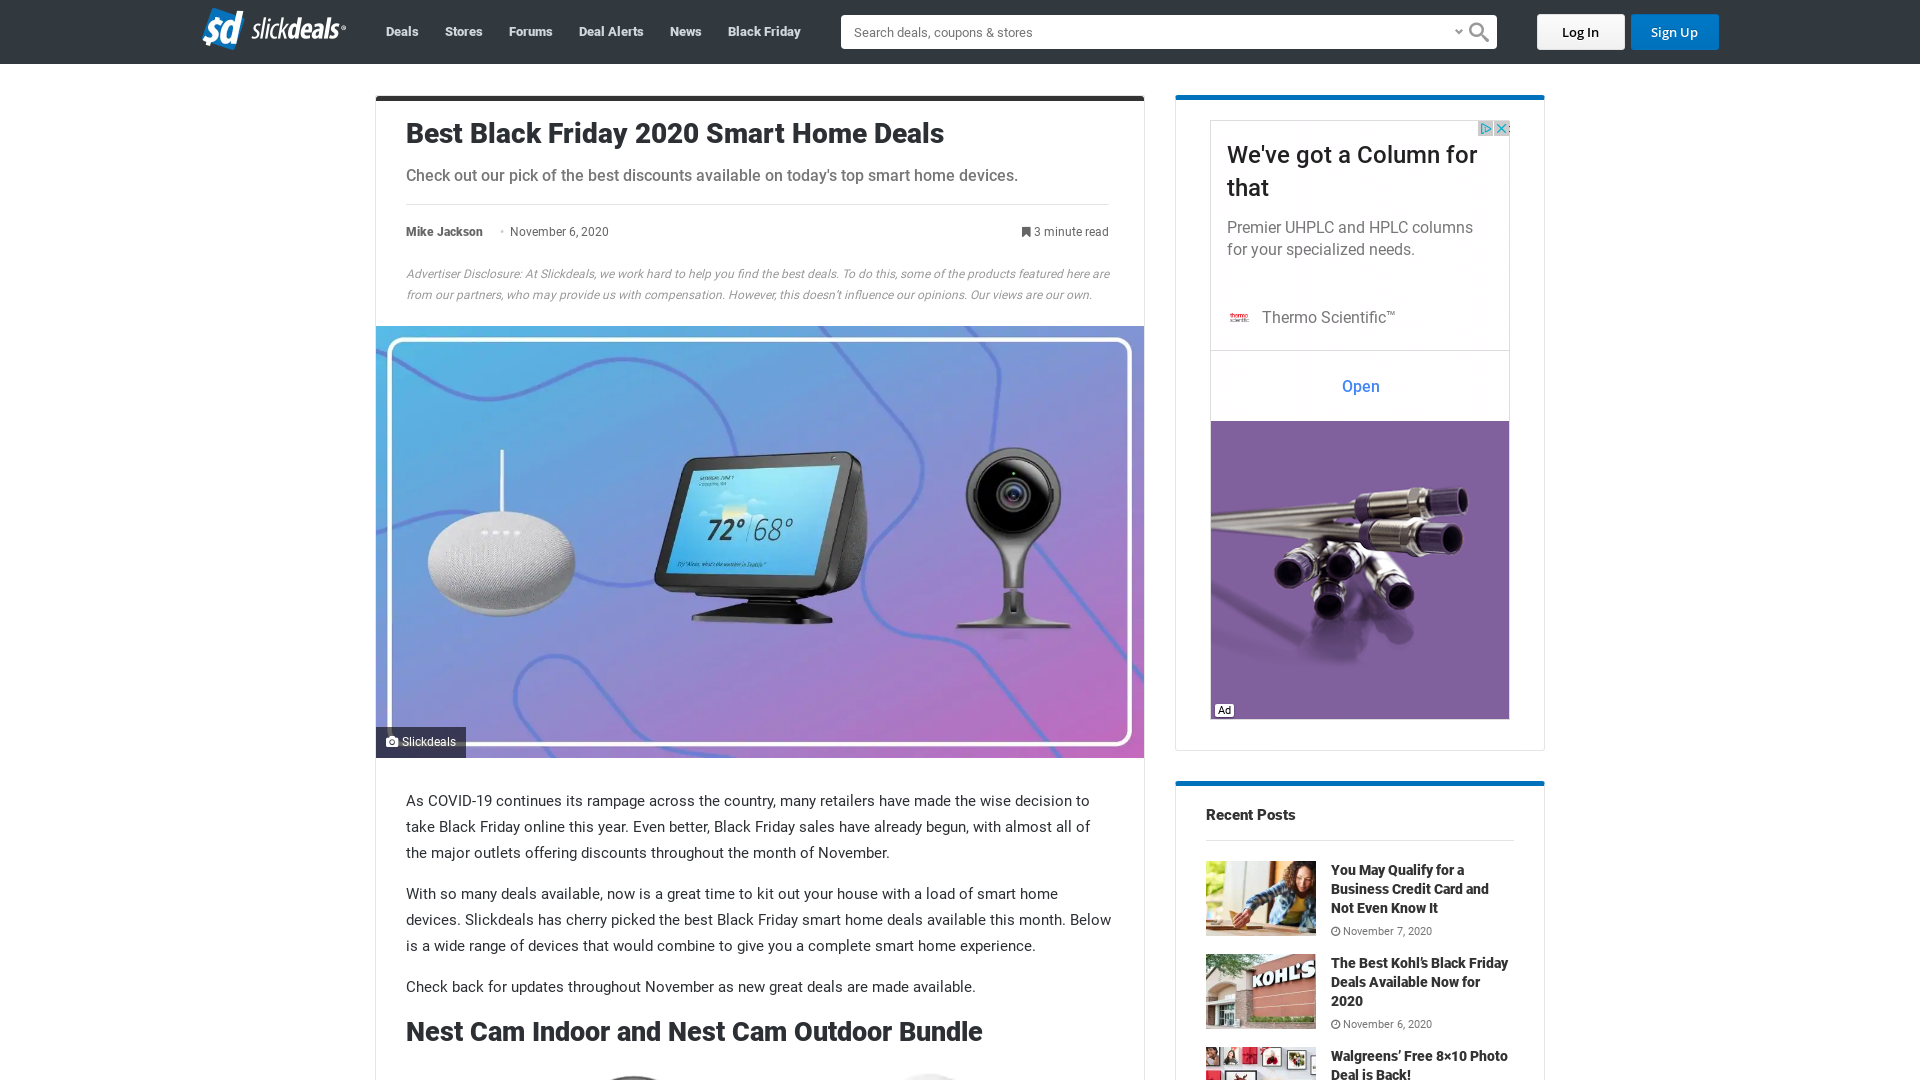 sd slickdeals®
Deals
Stores
Forums
Deal Alerts
News
Black Friday
Search deals, coupons & stores
Log In
Sign Up
Best Black Friday 2020 Smart Home Deals
Check out our pick of the best discounts available on today's top smart home devices.
Mike Jackson • November 6, 2020
3 minute read
Advertiser Disclosure: At Slickdeals, we work hard to help you find the best deals. To do this, some of the products featured here are
from our partners, who may provide us with compensation. However, this doesn’t influence our opinions. Our views are our own.
72° 68°
Slickdeals
As COVID-19 continues its rampage across the country, many retailers have made the wise decision to
take Black Friday online this year. Even better, Black Friday sales have already begun, with almost all of
the major outlets offering discounts throughout the month of November.
With so many deals available, now is a great time to kit out your house with a load of smart home
devices. Slickdeals has cherry picked the best Black Friday smart home deals available this month. Below
is a wide range of devices that would combine to give you a complete smart home experience.
Check back for updates throughout November as new great deals are made available.
Nest Cam Indoor and Nest Cam Outdoor Bundle
We've got a Column for
that
Premier UHPLC and HPLC columns
for your specialized needs.
thermo
scientific
Thermo Scientific™
Open
Ad
Recent Posts
You May Qualify for a
Business Credit Card and
Not Even Know It
November 7, 2020
KOHL'S
The Best Kohl’s Black Friday
Deals Available Now for
2020
November 6, 2020
Walgreens’ Free 8×10 Photo
Deal is Back!